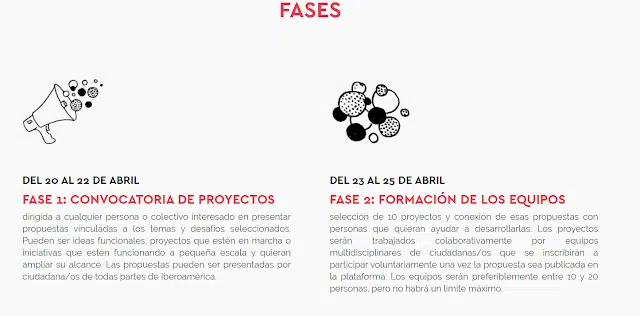 FASES
DEL 20 AL 22 DE ABRIL
FASE 1: CONVOCATORIA DE PROYECTOS
dirigida a cualquier persona o colectivo interesado en presentar
propuestas vinculadas a los temas y desafíos seleccionados.
Pueden ser ideas funcionales, proyectos que estén en marcha o
iniciativas que estén funcionando a pequeña escala y quieran
ampliar su alcance. Las propuestas pueden ser presentadas por
ciudadana/os de todas partes de Iberoamérica.
DEL 23 AL 25 DE ABRIL
FASE 2: FORMACIÓN DE LOS EQUIPOS
selección de 10 proyectos y conexión de esas propuestas con
personas que quieran ayudar a desarrollarlas. Los proyectos
serán trabajados colaborativamente por equipos
multidisciplinares de ciudadanas/os que se inscribirán a
participar voluntariamente una vez la propuesta sea publicada en
la plataforma. Los equipos serán preferiblemente entre 10 y 20
personas, pero no habrá un límite máximo.